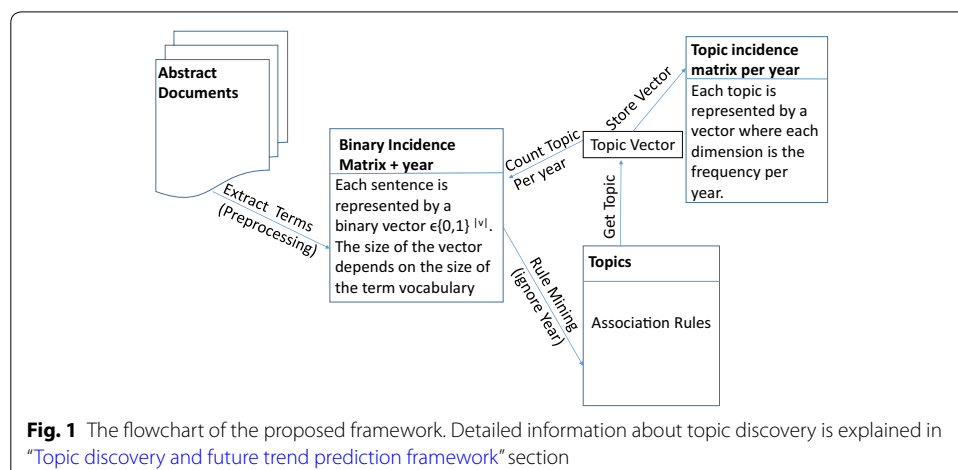 Abstract
Documents
Extract Terms
(Preprocessing)
Binary Incidence
Matrix + year
Each sentence is
represented by a
binary vector ϵ{0,1} |v|.
The size of the vector
depends on the size of
the term vocabulary
Rule Mining
(ignore Year)
Topics
Association Rules
Get Topic
Topic Vector
Count Topic
Per year
Store Vector
Topic incidence
matrix per year
Each topic is
represented by a
vector where each
dimension is the
frequency per
year.
Fig. 1 The flowchart of the proposed framework. Detailed information about topic discovery is explained in
"Topic discovery and future trend prediction framework" section